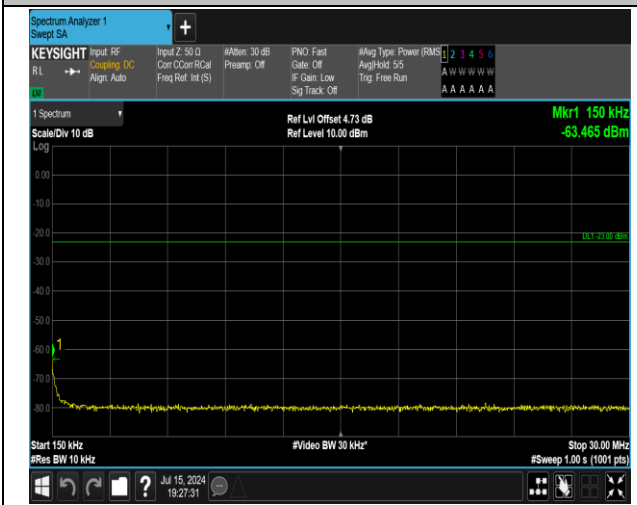 Spectrum Analyzer 1
Swept SA
+
KEYSIGHT Input: RF Input Z: 50 Ω #Atten: 30 dB PNO: Fast #Avg Type: Power (RMS 1 2 3 4 5 6
RL Coupling: DC Corr CCorr RCal Preamp: Off Gate: Off Avg|Hold: 5/5 A W W W W W
Align: Auto Freq Ref: Int (S) IF Gain: Low Trig: Free Run
Sig Track: Off A A A A A A
LXI
1 Spectrum Ref Lvl Offset 4.73 dB Mkr1 150 kHz
Scale/Div 10 dB Ref Level 10.00 dBm -63.465 dBm
Log
0.00
-10.0
-20.0
DL1 -23.00 dBm
-30.0
-40.0
-50.0
-60.0
1
-70.0
-80.0
Start 150 kHz #Video BW 30 kHz* Stop 30.00 MHz
#Res BW 10 kHz #Sweep 1.00 s (1001 pts)
? Jul 15, 2024
19:27:31